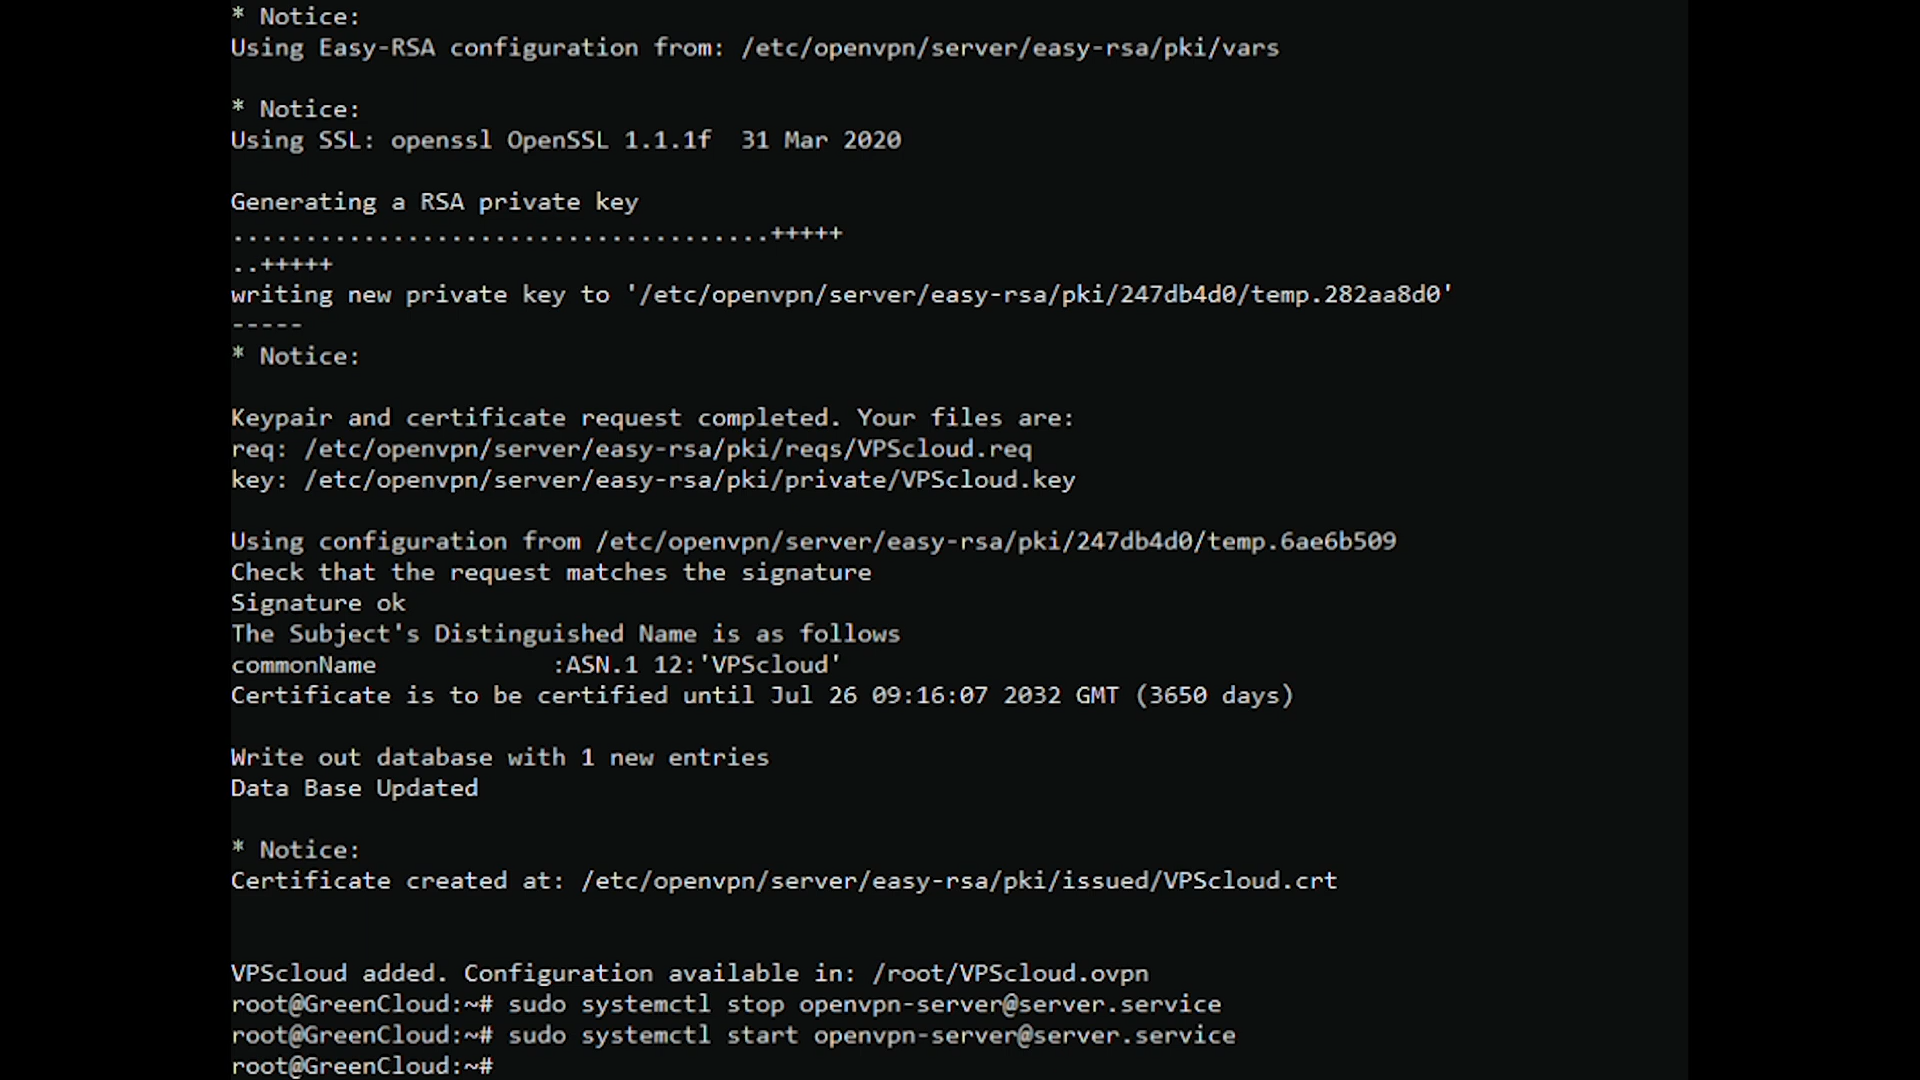 * Notice:
Using Easy-RSA configuration from: /etc/openvpn/server/easy-rsa/pki/vars
* Notice:
Using SSL: openssl OpenSSL 1.1.1f  31 Mar 2020
Generating a RSA private key
.....................................+++++
..+++++
writing new private key to '/etc/openvpn/server/easy-rsa/pki/247db4d0/temp.282aa8d0'
-----
* Notice:
Keypair and certificate request completed. Your files are:
req: /etc/openvpn/server/easy-rsa/pki/reqs/VPScloud.req
key: /etc/openvpn/server/easy-rsa/pki/private/VPScloud.key
Using configuration from /etc/openvpn/server/easy-rsa/pki/247db4d0/temp.6ae6b509
Check that the request matches the signature
Signature ok
The Subject's Distinguished Name is as follows
commonName            :ASN.1 12:'VPScloud'
Certificate is to be certified until Jul 26 09:16:07 2032 GMT (3650 days)
Write out database with 1 new entries
Data Base Updated
* Notice:
Certificate created at: /etc/openvpn/server/easy-rsa/pki/issued/VPScloud.crt
VPScloud added. Configuration available in: /root/VPScloud.ovpn
root@GreenCloud:~# sudo systemctl stop openvpn-server@server.service
root@GreenCloud:~# sudo systemctl start openvpn-server@server.service
root@GreenCloud:~#